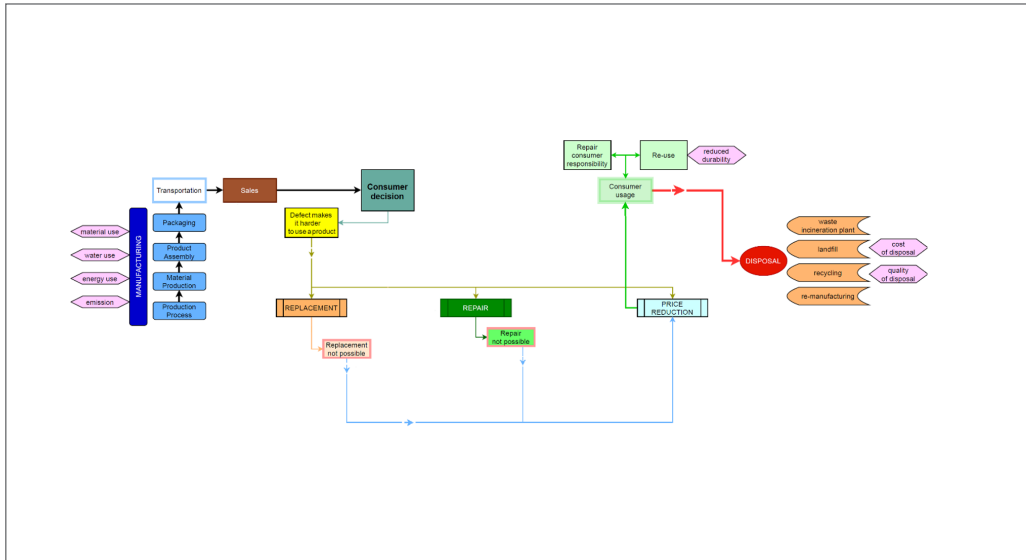 material use
water use
energy use
emission
MANUFACTURING
Transportation
Packaging
Product
Assembly
Material
Production
Production
Process
Sales
Consumer
decision
Defect makes
it harder
to use a product
REPLACEMENT
Replacement
not possible
REPAIR
Repair
not possible
PRICE
REDUCTION
Repair
consumer
responsibility
Re-use
reduced
durability
Consumer
usage
DISPOSAL
waste
incineration plant
landfill
recycling
re-manufacturing
cost
of disposal
quality
of disposal